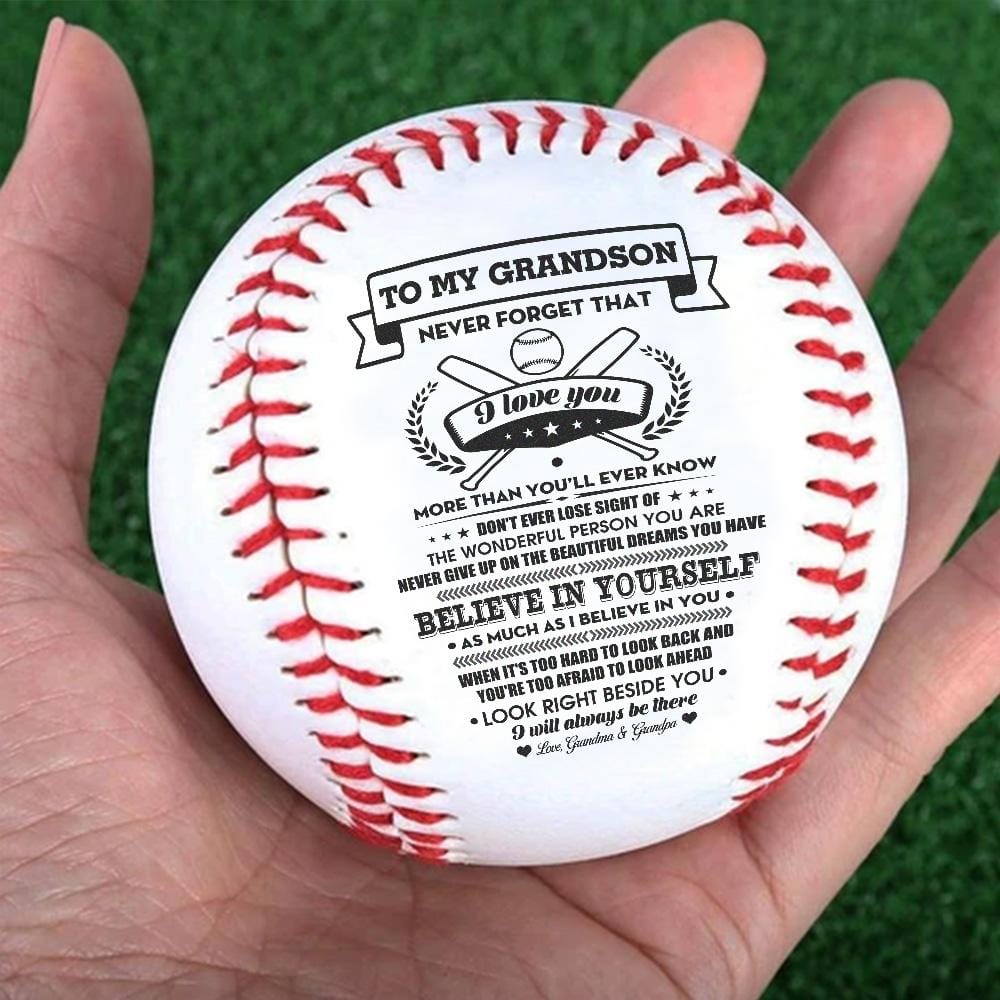 TO MY GRANDSON
NEVER FORGET THAT
I love you
MORE THAN YOU'LL EVER KNOW
DON'T EVER LOSE SIGHT OF
THE WONDERFUL PERSON YOU ARE
NEVER GIVE UP ON THE BEAUTIFUL DREAMS YOU HAVE
BELIEVE IN YOURSELF
• AS MUCH AS I BELIEVE IN YOU •
WHEN IT'S TOO HARD TO LOOK BACK AND
YOU'RE TOO AFRAID TO LOOK AHEAD
• LOOK RIGHT BESIDE YOU •
I will always be there
Love, Grandma & Grandpa